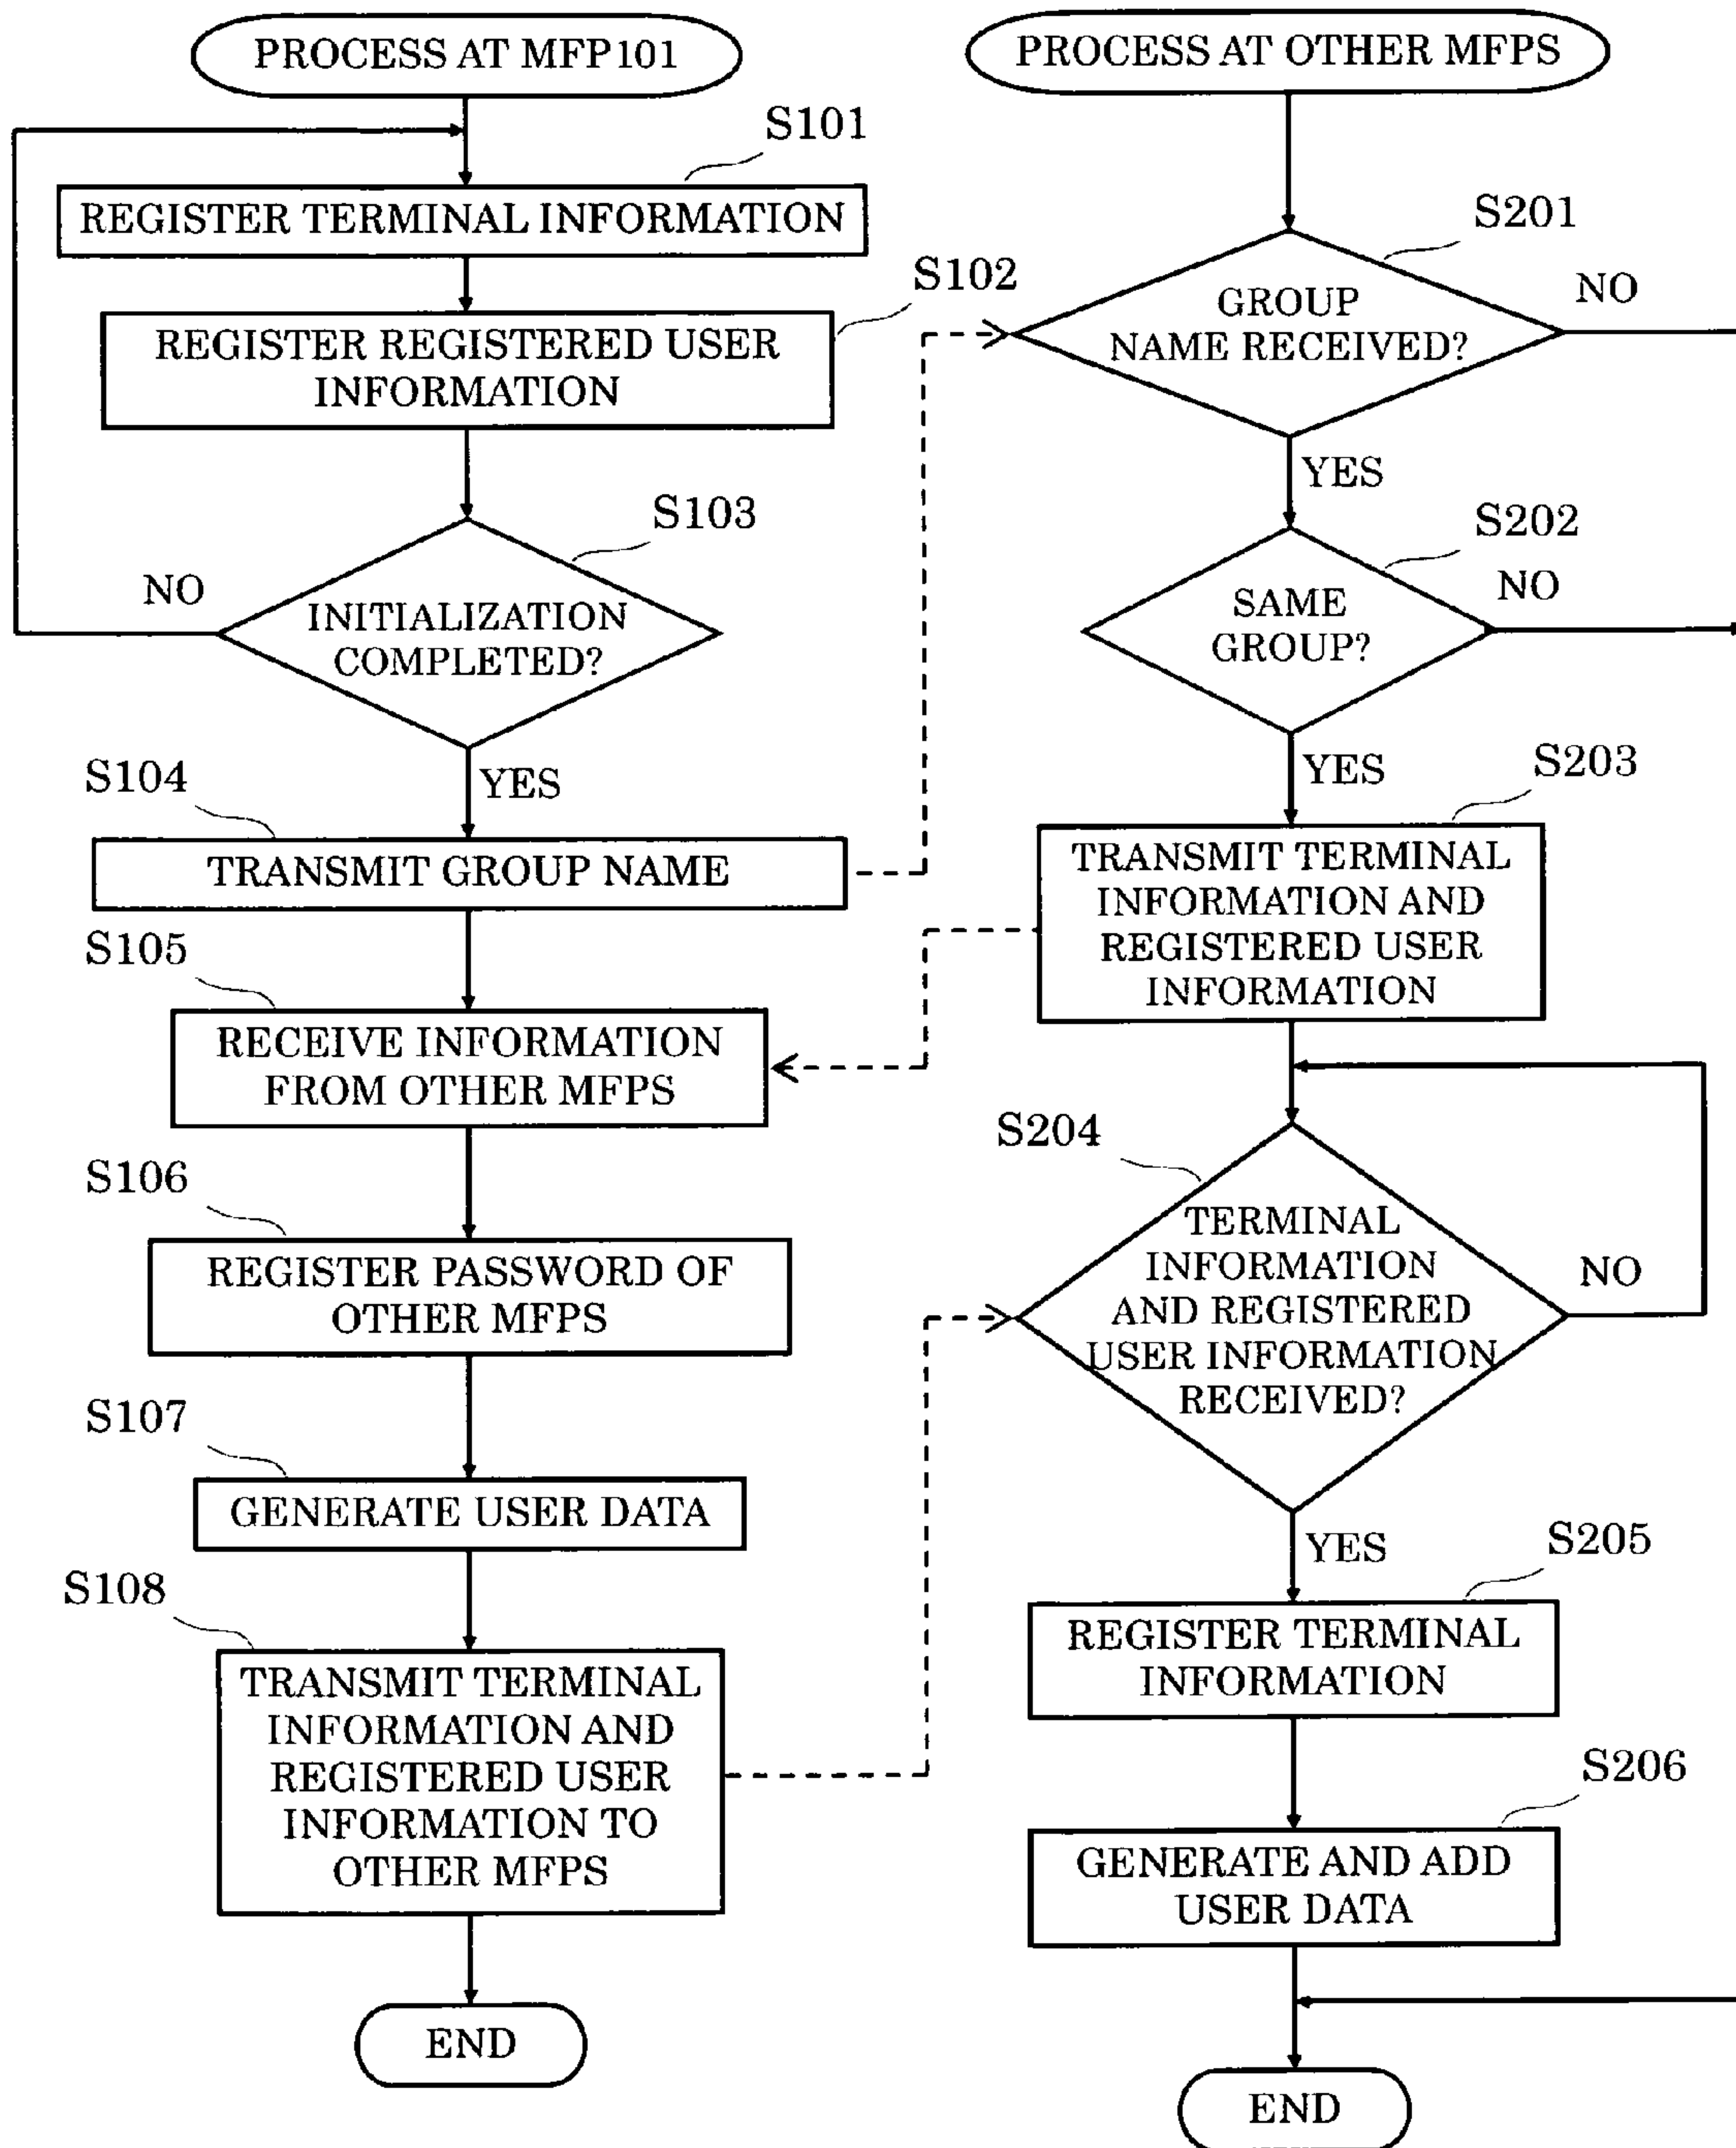 PROCESS AT MFP101
S101
REGISTER TERMINAL INFORMATION
S102
REGISTER REGISTERED USER
INFORMATION
S103
NO
INITIALIZATION
COMPLETED?
YES
S104
TRANSMIT GROUP NAME
S105
RECEIVE INFORMATION
FROM OTHER MFPS
S106
REGISTER PASSWORD OF
OTHER MFPS
S107
GENERATE USER DATA
S108
TRANSMIT TERMINAL
INFORMATION AND
REGISTERED USER
INFORMATION TO
OTHER MFPS
END
PROCESS AT OTHER MFPS
S201
GROUP
NAME RECEIVED?
NO
YES
S202
SAME
GROUP?
NO
YES
S203
TRANSMIT TERMINAL
INFORMATION AND
REGISTERED USER
INFORMATION
S204
TERMINAL
INFORMATION
AND REGISTERED
USER INFORMATION
RECEIVED?
NO
YES
S205
REGISTER TERMINAL
INFORMATION
S206
GENERATE AND ADD
USER DATA
END